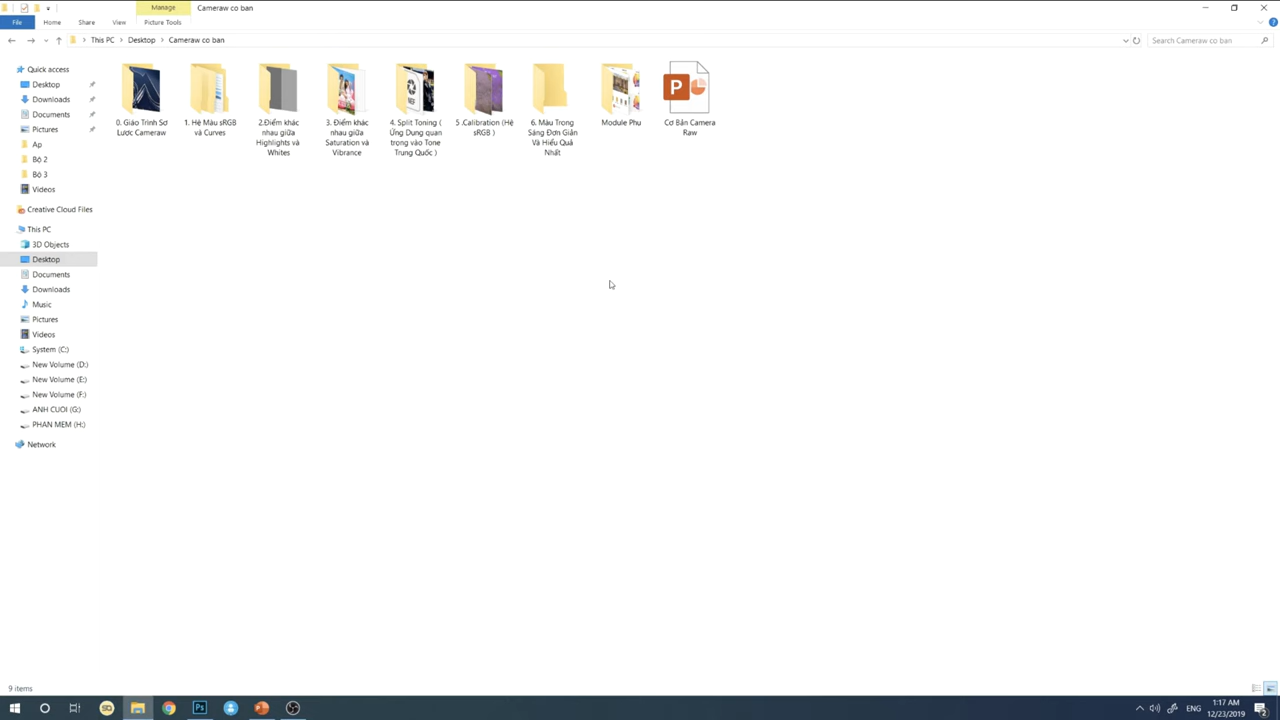 Manage
Cameraw co ban
File
Home
Share
View
Picture Tools
This PC
Desktop
Cameraw co ban
Search Cameraw co ban
Quick access
Desktop
Downloads
Documents
Pictures
Ap
Bộ 2
Bộ 3
Videos
Creative Cloud Files
This PC
3D Objects
Desktop
Documents
Downloads
Music
Pictures
Videos
System (C:)
New Volume (D:)
New Volume (E:)
New Volume (F:)
ANH CUOI (G:)
PHAN MEM (H:)
Network
0. Giáo Trình Sơ
Lược Cameraw
1. Hệ Màu sRGB
và Curves
2.Điểm khác
nhau giữa
Highlights và
Whites
3. Điểm khác
nhau giữa
Saturation và
Vibrance
4. Split Toning (
Ứng Dụng quan
trọng vào Tone
Trung Quốc )
5 .Calibration (Hệ
sRGB )
6. Màu Trong
Sáng Đơn Giản
Và Hiểu Quả
Nhất
Module Phụ
Cơ Bản Camera
Raw
9 items
ENG
1:17 AM
12/23/2019